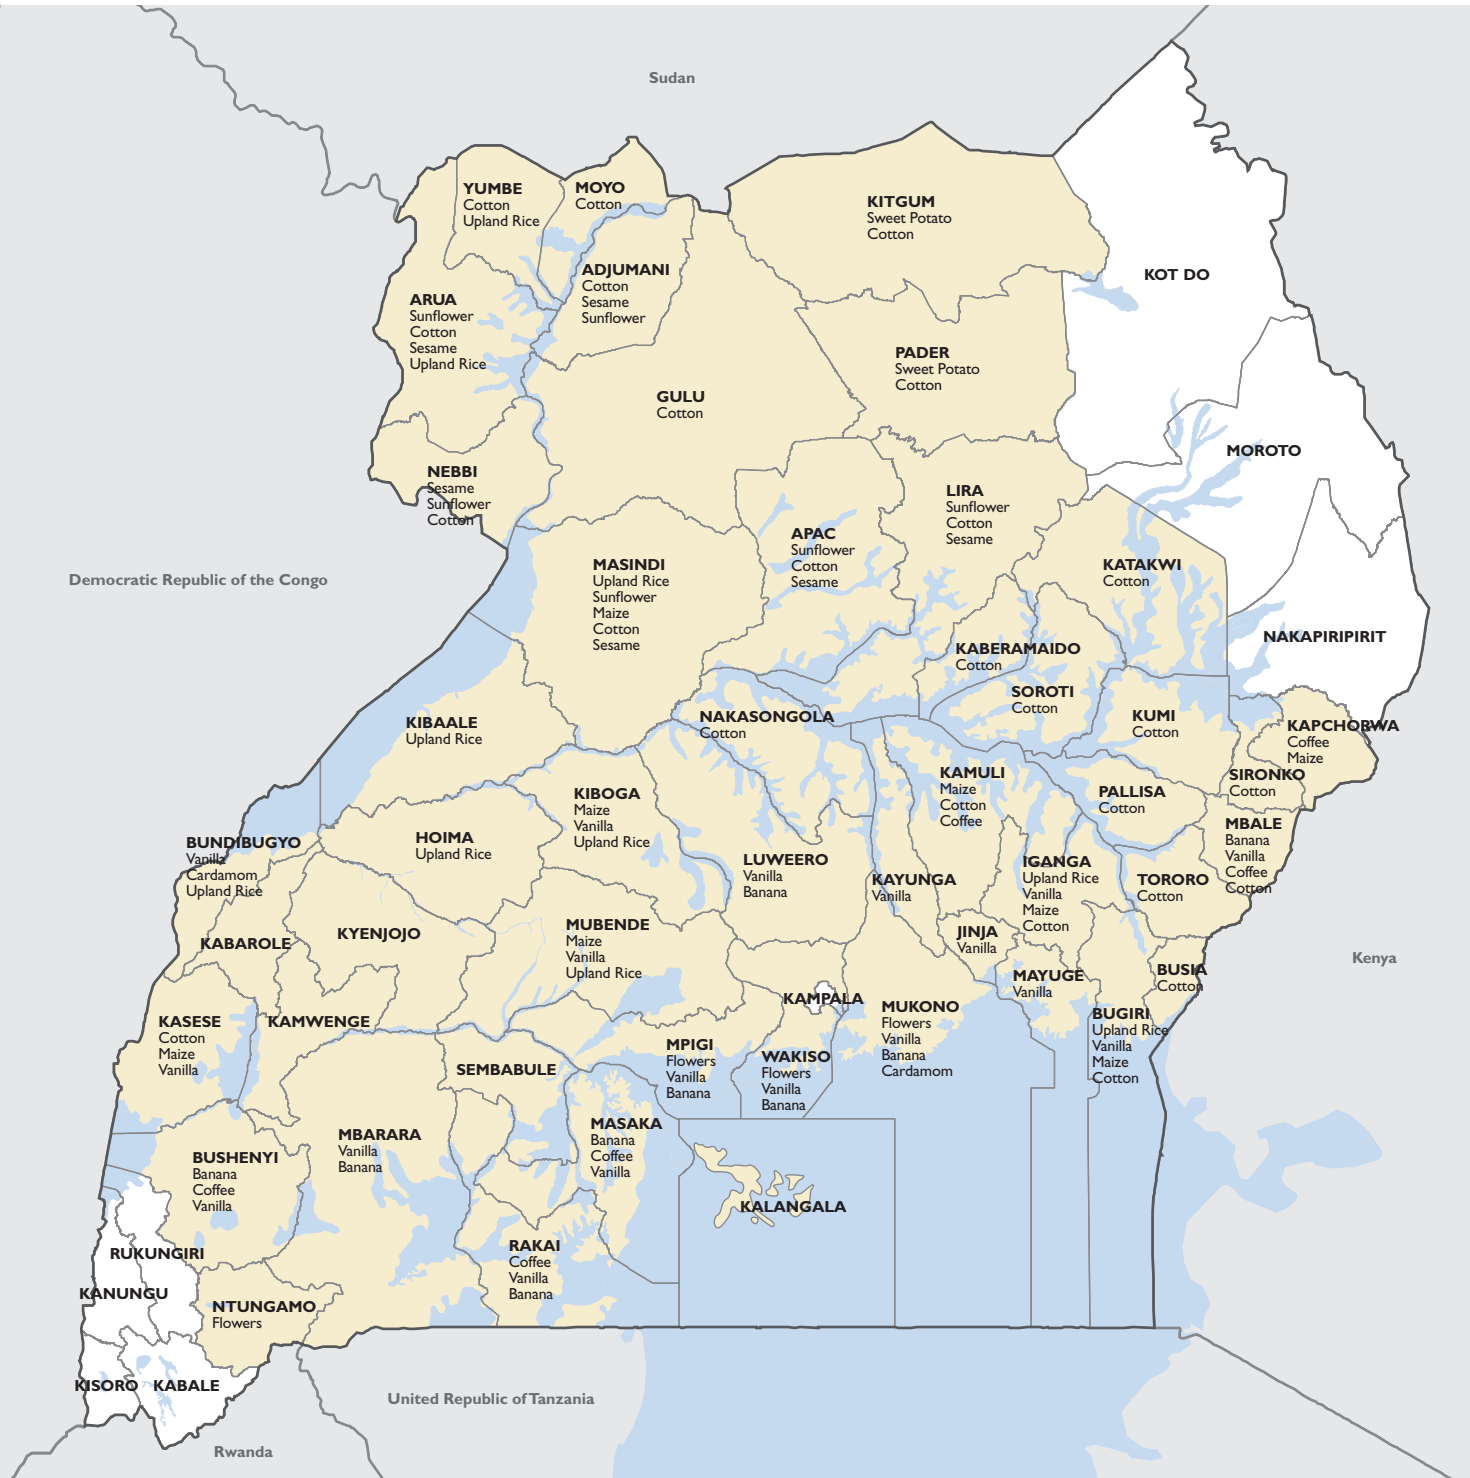 Sudan
YUMBE
Cotton
Upland Rice
MOYO
Cotton
KITGUM
Sweet Potato
Cotton
ADJUMANI
Cotton
Sesame
Sunflower
KOT DO
ARUA
Sunflower
Cotton
Sesame
Upland Rice
PADER
Sweet Potato
Cotton
GULU
Cotton
MOROTO
NEBBI
Sesame
Sunflower
Cotton
LIRA
Sunflower
Cotton
Sesame
APAC
Sunflower
Cotton
Sesame
MASINDI
Upland Rice
Sunflower
Maize
Cotton
Sesame
KATAKWI
Cotton
Democratic Republic of the Congo
NAKAPIRIPIRIT
KABERAMAIDO
Cotton
SOROTI
Cotton
KIBAALE
Upland Rice
NAKASONGOLA
Cotton
KUMI
Cotton
KAPCHORWA
Coffee
Maize
SIRONKO
Cotton
KAMULI
Maize
Cotton
Coffee
PALLISA
Cotton
KIBOGA
Maize
Vanilla
Upland Rice
MBALE
Banana
Vanilla
Coffee
Cotton
HOIMA
Upland Rice
BUNDIBUGYO
Vanilla
Cardamom
Upland Rice
LUWEERO
Vanilla
Banana
IGANGA
Upland Rice
Vanilla
Maize
Cotton
KAYUNGA
Vanilla
TORORO
Cotton
MUBENDE
Maize
Vanilla
Upland Rice
KYENJOJO
KABAROLE
JINJA
Vanilla
Kenya
BUSIA
Cotton
MAYUGE
Vanilla
KAMPALA
MUKONO
Flowers
Vanilla
Banana
Cardamom
BUGIRI
Upland Rice
Vanilla
Maize
Cotton
KASESE
Cotton
Maize
Vanilla
KAMWENGE
MPIGI
Flowers
Vanilla
Banana
WAKISO
Flowers
Vanilla
Banana
SEMBABULE
MASAKA
Banana
Coffee
Vanilla
MBARARA
Vanilla
Banana
BUSHENYI
Banana
Coffee
Vanilla
KALANGALA
RAKAI
Coffee
Vanilla
Banana
RUKUNGIRI
KANUNGU
NTUNGAMO
Flowers
KISORO
KABALE
United Republic of Tanzania
Rwanda